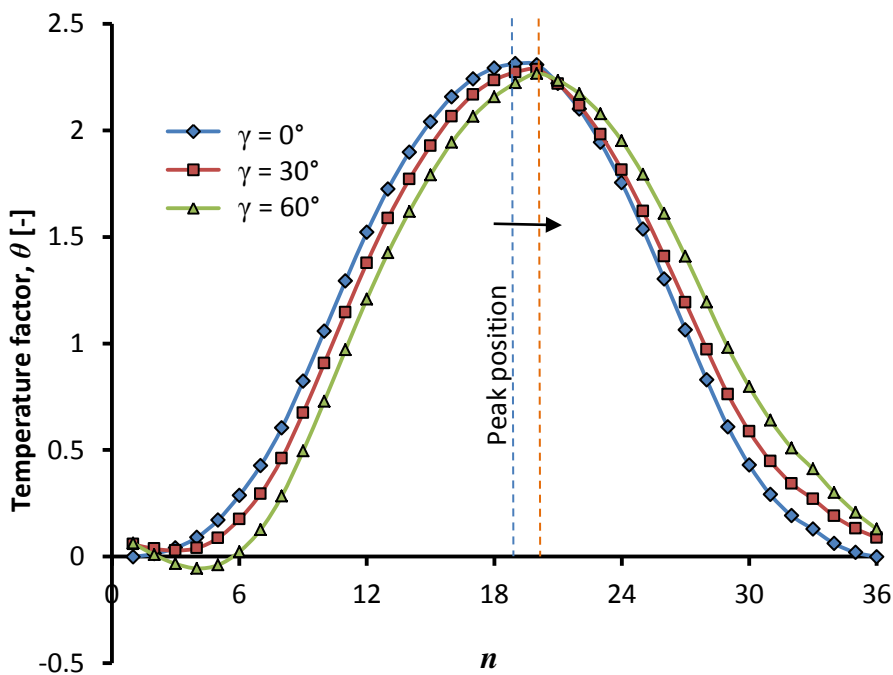 2.5
2
1.5
1
0.5
0
-0.5
Temperature factor, θ [-]
γ = 0°
γ = 30°
γ = 60°
Peak position
0
6
12
18
24
30
36
n